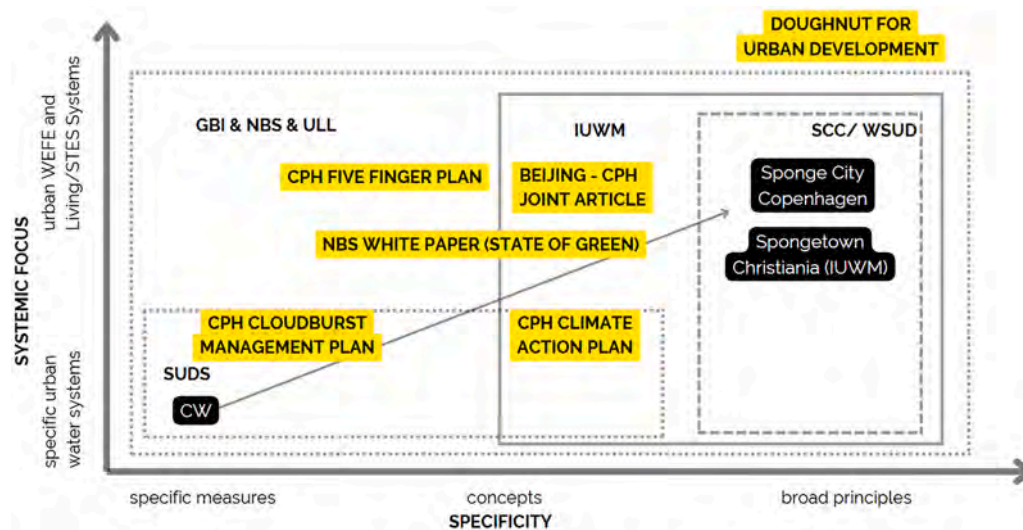 DOUGHNUT FOR
URBAN DEVELOPMENT
GBI & NBS & ULL
IUWM
SCC/ WSUD
CPH FIVE FINGER PLAN
BEIJING - CPH
JOINT ARTICLE
Sponge City
Copenhagen
NBS WHITE PAPER (STATE OF GREEN)
Spongetown
Christiania (IUWM)
CPH CLOUDBURST
MANAGEMENT PLAN
CPH CLIMATE
ACTION PLAN
SUDS
CW
SYSTEMIC FOCUS
urban WEFE and
Living/STES Systems
specific urban
water systems
specific measures
concepts
broad principles
SPECIFICITY